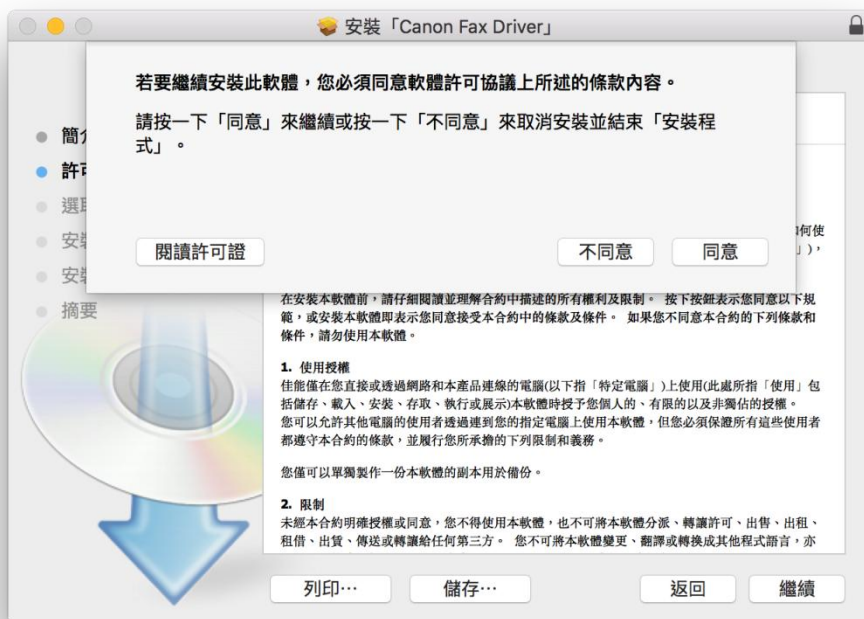 安裝「Canon Fax Driver」
若要繼續安裝此軟體，您必須同意軟體許可協議上所述的條款內容。
請按一下「同意」來繼續或按一下「不同意」來取消安裝並結束「安裝程
式」。
閱讀許可證
不同意
同意
簡介
許可
選取
安裝
安裝
摘要
何使
」)，
在安裝本軟體前，請仔細閱讀並理解合約中描述的所有權利及限制。 按下按鈕表示您同意以下規
範，或安裝本軟體即表示您同意接受本合約中的條款及條件。 如果您不同意本合約的下列條款和
條件，請勿使用本軟體。
1. 使用授權
佳能僅在您直接或透過網路和本產品連線的電腦(以下指「特定電腦」)上使用(此處所指「使用」包
括儲存、載入、安裝、存取、執行或展示)本軟體時授予您個人的、有限的以及非獨佔的授權。
您可以允許其他電腦的使用者透過連到您的指定電腦上使用本軟體，但您必須保證所有這些使用者
都遵守本合約的條款，並履行您所承擔的下列限制和義務。
您僅可以單獨製作一份本軟體的副本用於備份。
2. 限制
未經本合約明確授權或同意，您不得使用本軟體，也不可將本軟體分派、轉讓許可、出售、出租、
租借、出賃、傳送或轉讓給任何第三方。 您不可將本軟體變更、翻譯或轉換成其他程式語言，亦
列印⋯
儲存⋯
返回
繼續